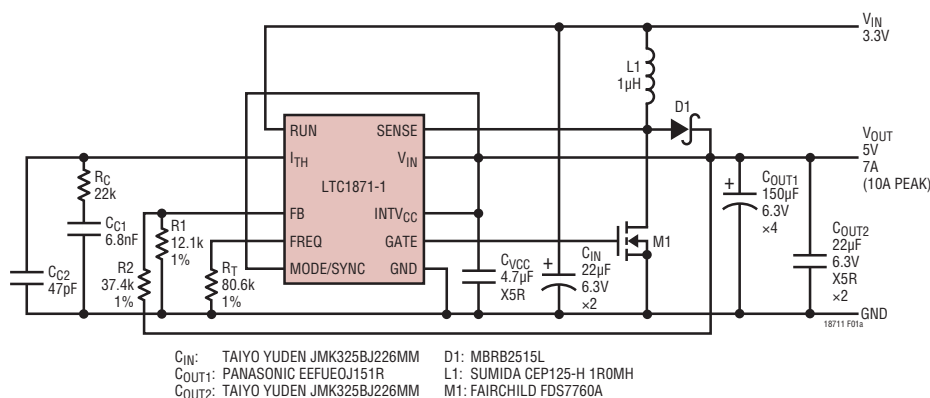 VIN
3.3V
L1
1µH
D1
RUN
SENSE
ITH
VIN
LTC1871-1
FB
INTVCC
FREQ
GATE
MODE/SYNC
GND
VOUT
5V
7A
(10A PEAK)
RC
22k
CC1
6.8nF
CC2
47pF
R2
37.4k
1%
R1
12.1k
1%
RT
80.6k
1%
CVCC
4.7µF
X5R
+
CIN
22µF
6.3V
×2
M1
+
COUT1
150µF
6.3V
×4
COUT2
22µF
6.3V
X5R
×2
GND
18711 F01a
CIN: TAIYO YUDEN JMK325BJ226MM
COUT1: PANASONIC EEFUEOJ151R
COUT2: TAIYO YUDEN JMK325BJ226MM
D1: MBRB2515L
L1: SUMIDA CEP125-H 1R0MH
M1: FAIRCHILD FDS7760A